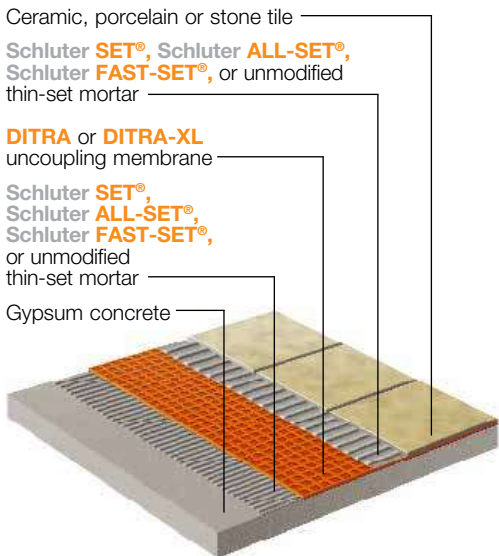 Ceramic, porcelain or stone tile
Schluter SET®, Schluter ALL-SET®,
Schluter FAST-SET®, or unmodified
thin-set mortar
DITRA or DITRA-XL
uncoupling membrane
Schluter SET®,
Schluter ALL-SET®,
Schluter FAST-SET®,
or unmodified
thin-set mortar
Gypsum concrete